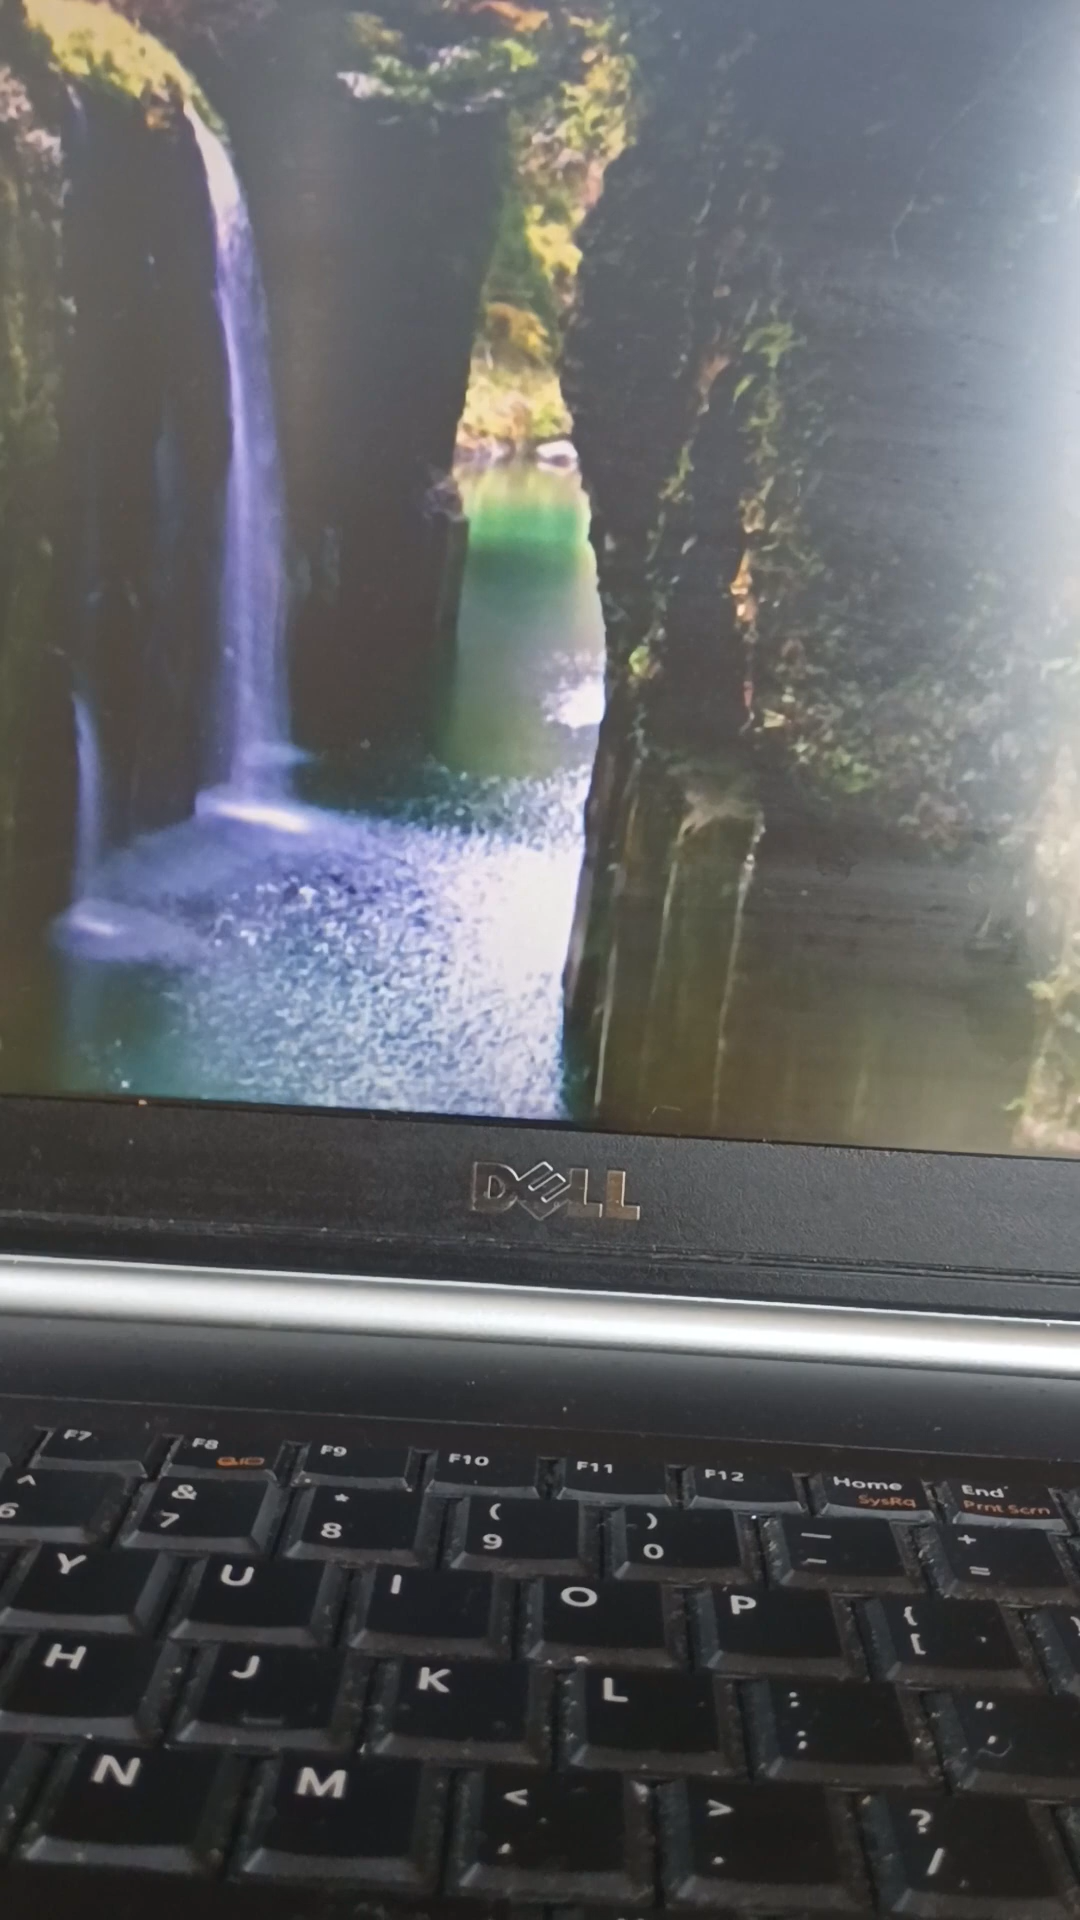 DELL
F7 F8 F9 F10 F11 F12 Home End
SysRq Prnt Scrn
^ & * ( ) _ +
6 7 8 9 0 - =
Y U I O P { [
H J K L : ; " '
N M < , > . ? /